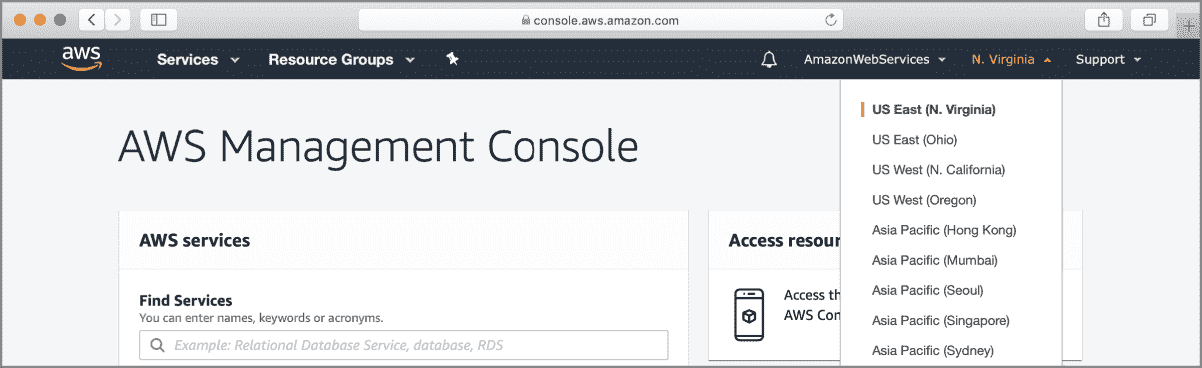 console.aws.amazon.com
aws
Services
Resource Groups
AmazonWebServices
N. Virginia
Support
AWS Management Console
US East (N. Virginia)
US East (Ohio)
US West (N. California)
US West (Oregon)
Asia Pacific (Hong Kong)
Asia Pacific (Mumbai)
Asia Pacific (Seoul)
Asia Pacific (Singapore)
Asia Pacific (Sydney)
AWS services
Find Services
You can enter names, keywords or acronyms.
Example: Relational Database Service, database, RDS
Access resour
Access th
AWS Con